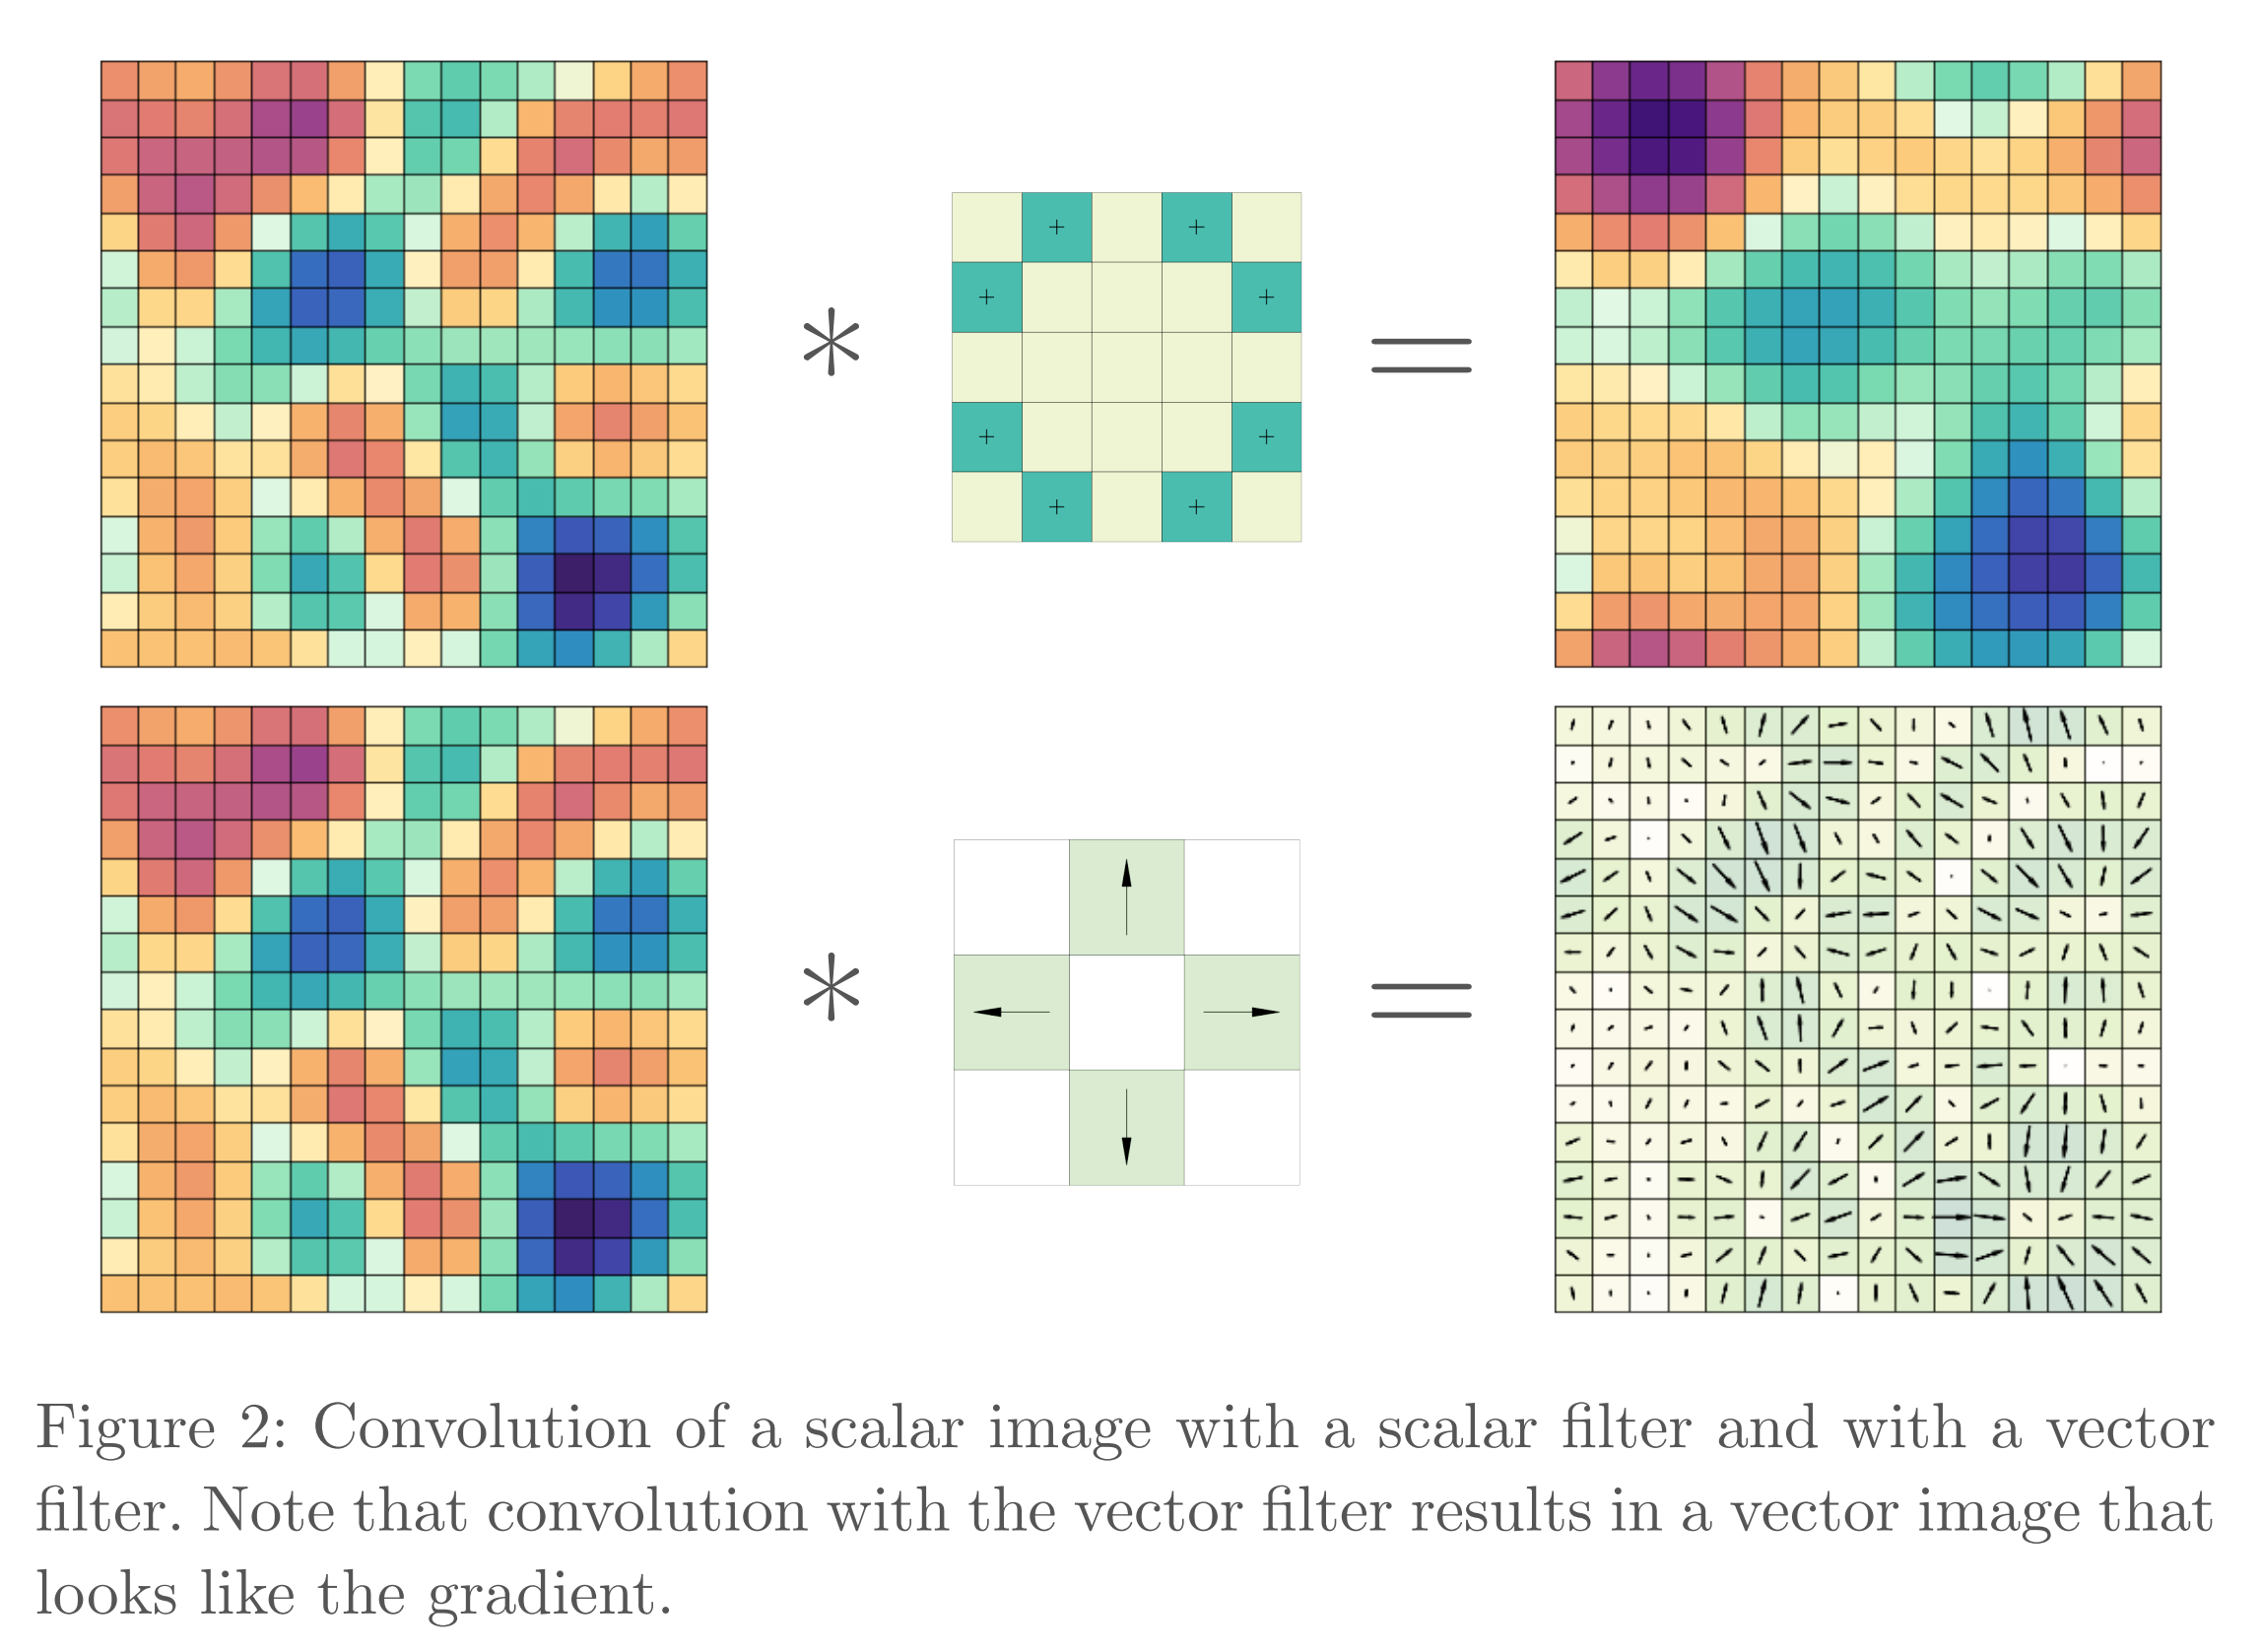 *
+ +
+ +
+ +
+ +
=
*
=
Figure 2: Convolution of a scalar image with a scalar filter and with a vector
filter. Note that convolution with the vector filter results in a vector image that
looks like the gradient.